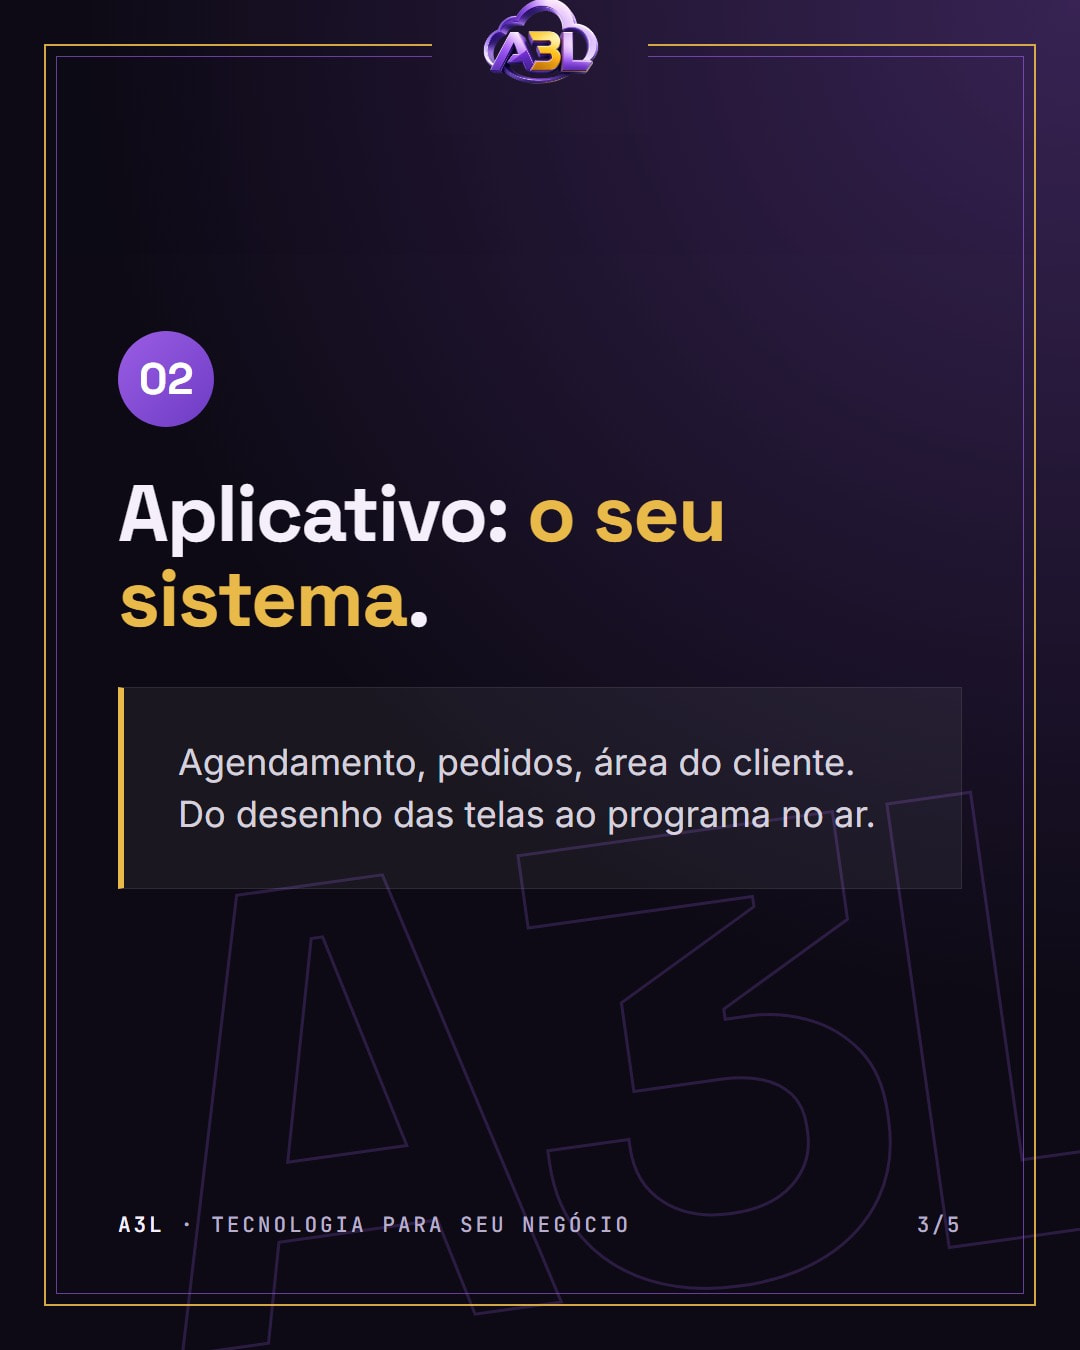 A3L
02
Aplicativo: o seu
sistema.
Agendamento, pedidos, área do cliente.
Do desenho das telas ao programa no ar.
A3L
A3L · TECNOLOGIA PARA SEU NEGÓCIO 3/5